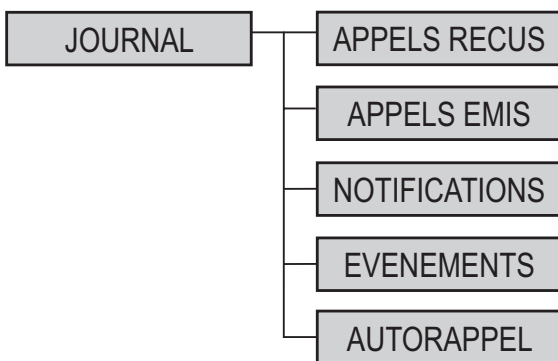 JOURNAL
APPELS RECUS
APPELS EMIS
NOTIFICATIONS
EVENEMENTS
AUTORAPPEL